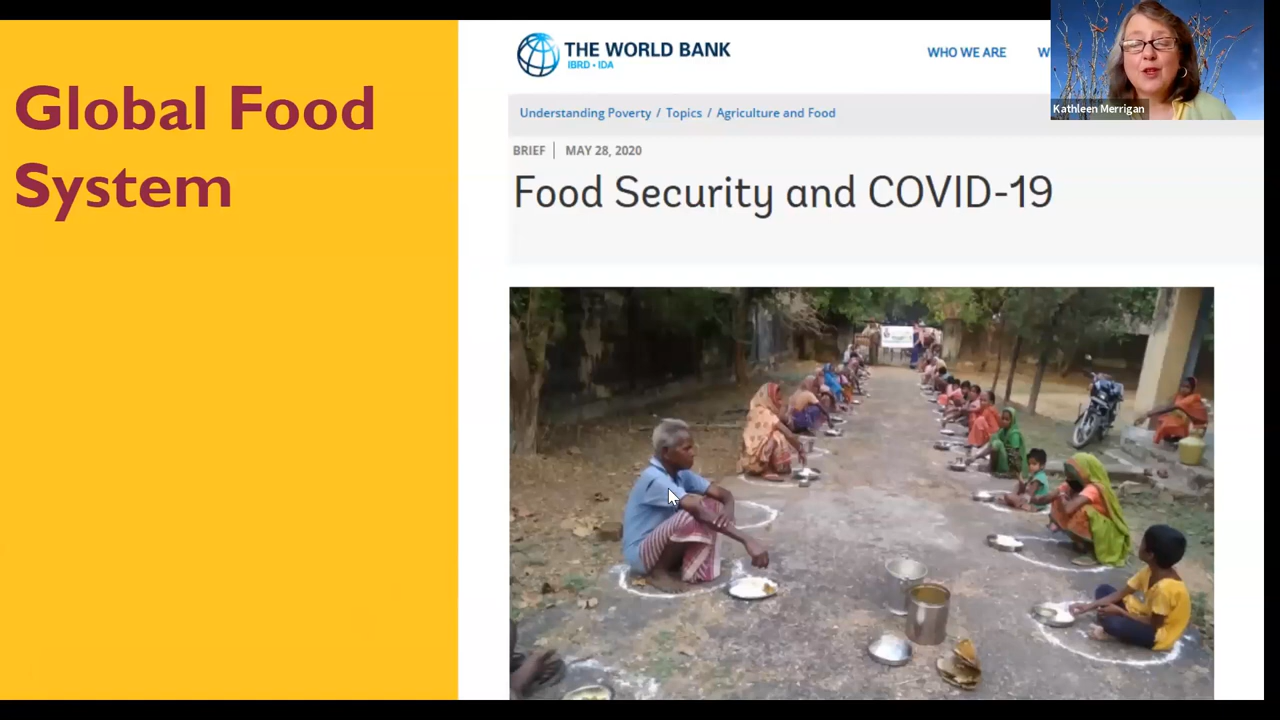 Global Food
System
THE WORLD BANK
IBRD • IDA
WHO WE ARE
W
Understanding Poverty / Topics / Agriculture and Food
BRIEF | MAY 28, 2020
Food Security and COVID-19
Kathleen Merrigan